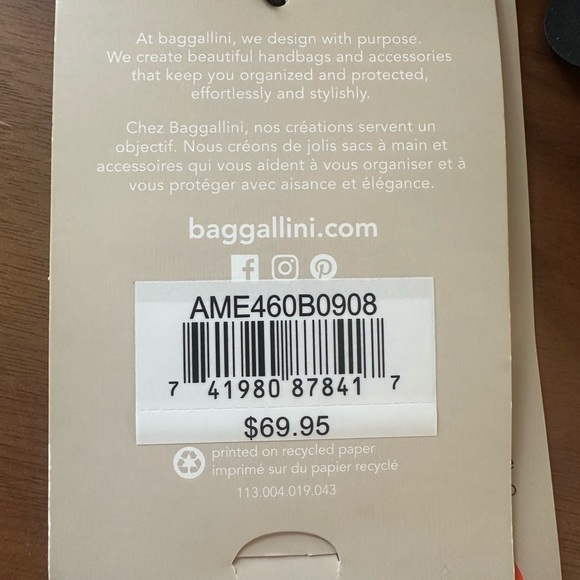 At baggallini, we design with purpose.
We create beautiful handbags and accessories
that keep you organized and protected,
effortlessly and stylishly.
Chez Baggallini, nos créations servent un
objectif. Nous créons de jolis sacs à main et
accessoires qui vous aident à vous organiser et à
vous protéger avec aisance et élégance.
baggallini.com
AME460B0908
7 41980 87841 7
$69.95
printed on recycled paper
imprimé sur du papier recyclé
113.004.019.043